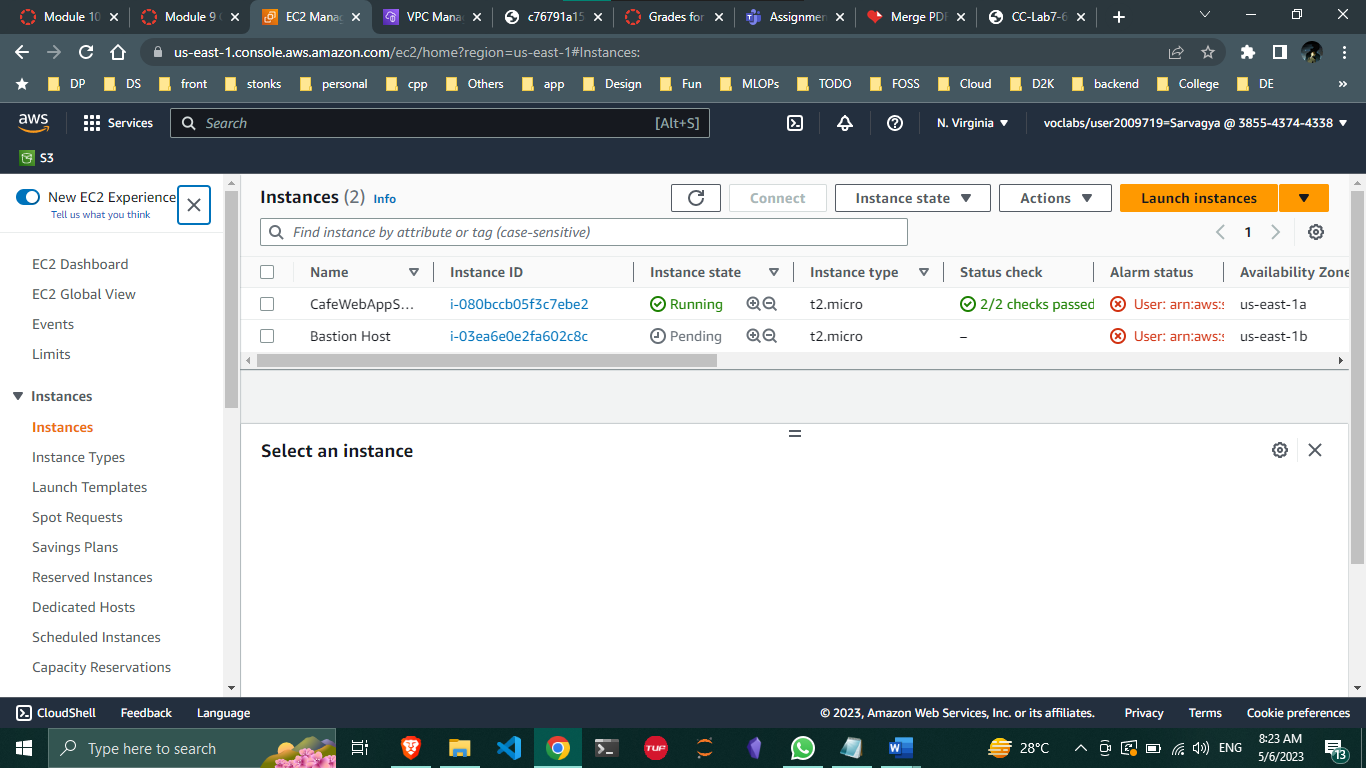 Module 10
Module 9 C
EC2 Manag
VPC Mana
c76791a15
Grades for
Assignmen
Merge PDF
CC-Lab7-6
us-east-1.console.aws.amazon.com/ec2/home?region=us-east-1#Instances:
DP DS front stonks personal cpp Others app Design Fun MLOPs TODO FOSS Cloud D2K backend College DE »
aws Services Search [Alt+S] N. Virginia voclabs/user2009719=Sarvagya @ 3855-4374-4338
S3
New EC2 Experience
Tell us what you think
EC2 Dashboard
EC2 Global View
Events
Limits
Instances
Instances
Instance Types
Launch Templates
Spot Requests
Savings Plans
Reserved Instances
Dedicated Hosts
Scheduled Instances
Capacity Reservations
Instances (2) Info Connect Instance state Actions Launch instances
Find instance by attribute or tag (case-sensitive) 1
Name Instance ID Instance state Instance type Status check Alarm status Availability Zone
CafeWebAppS... i-080bccb05f3c7ebe2 Running t2.micro 2/2 checks passed User: arn:aws:s us-east-1a
Bastion Host i-03ea6e0e2fa602c8c Pending t2.micro – User: arn:aws:s us-east-1b
Select an instance
CloudShell Feedback Language © 2023, Amazon Web Services, Inc. or its affiliates. Privacy Terms Cookie preferences
Type here to search TUF 28°C ENG 8:23 AM
5/6/2023 13